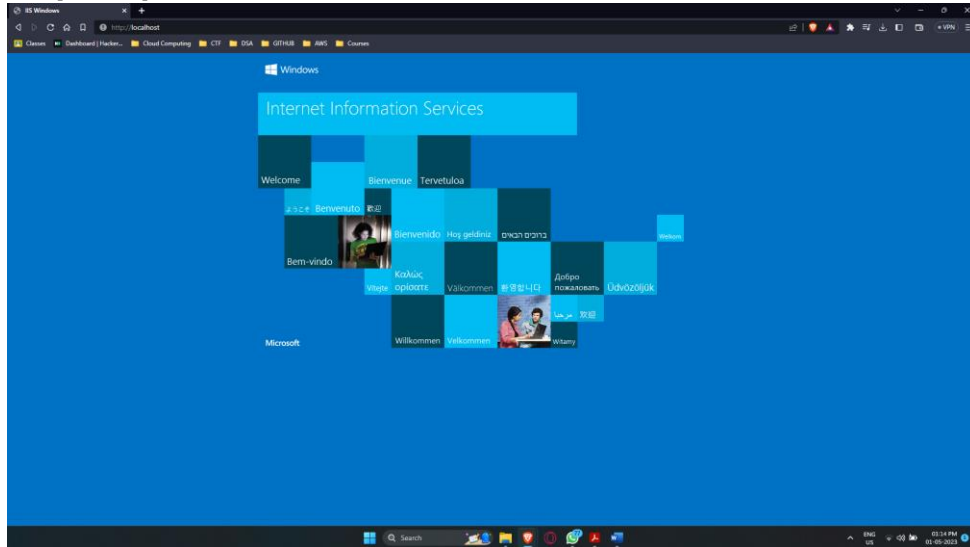 IIS Windows
http://localhost
Classes Dashboard | Hacker... Cloud Computing CTF DSA GITHUB AWS Courses
VPN
Windows
Internet Information Services
Welcome
Bienvenue
Tervetuloa
ようこそ
Benvenuto
歡迎
Bienvenido
Hoş geldiniz
ברוכים הבאים
Welkom
Bem-vindo
Vítejte
Καλώς
ορίσατε
Välkommen
환영합니다
Добро
пожаловать
Üdvözöljük
مرحبا
欢迎
Microsoft
Willkommen
Velkommen
Witamy
Search
ENG
US
03:14 PM
01-05-2023